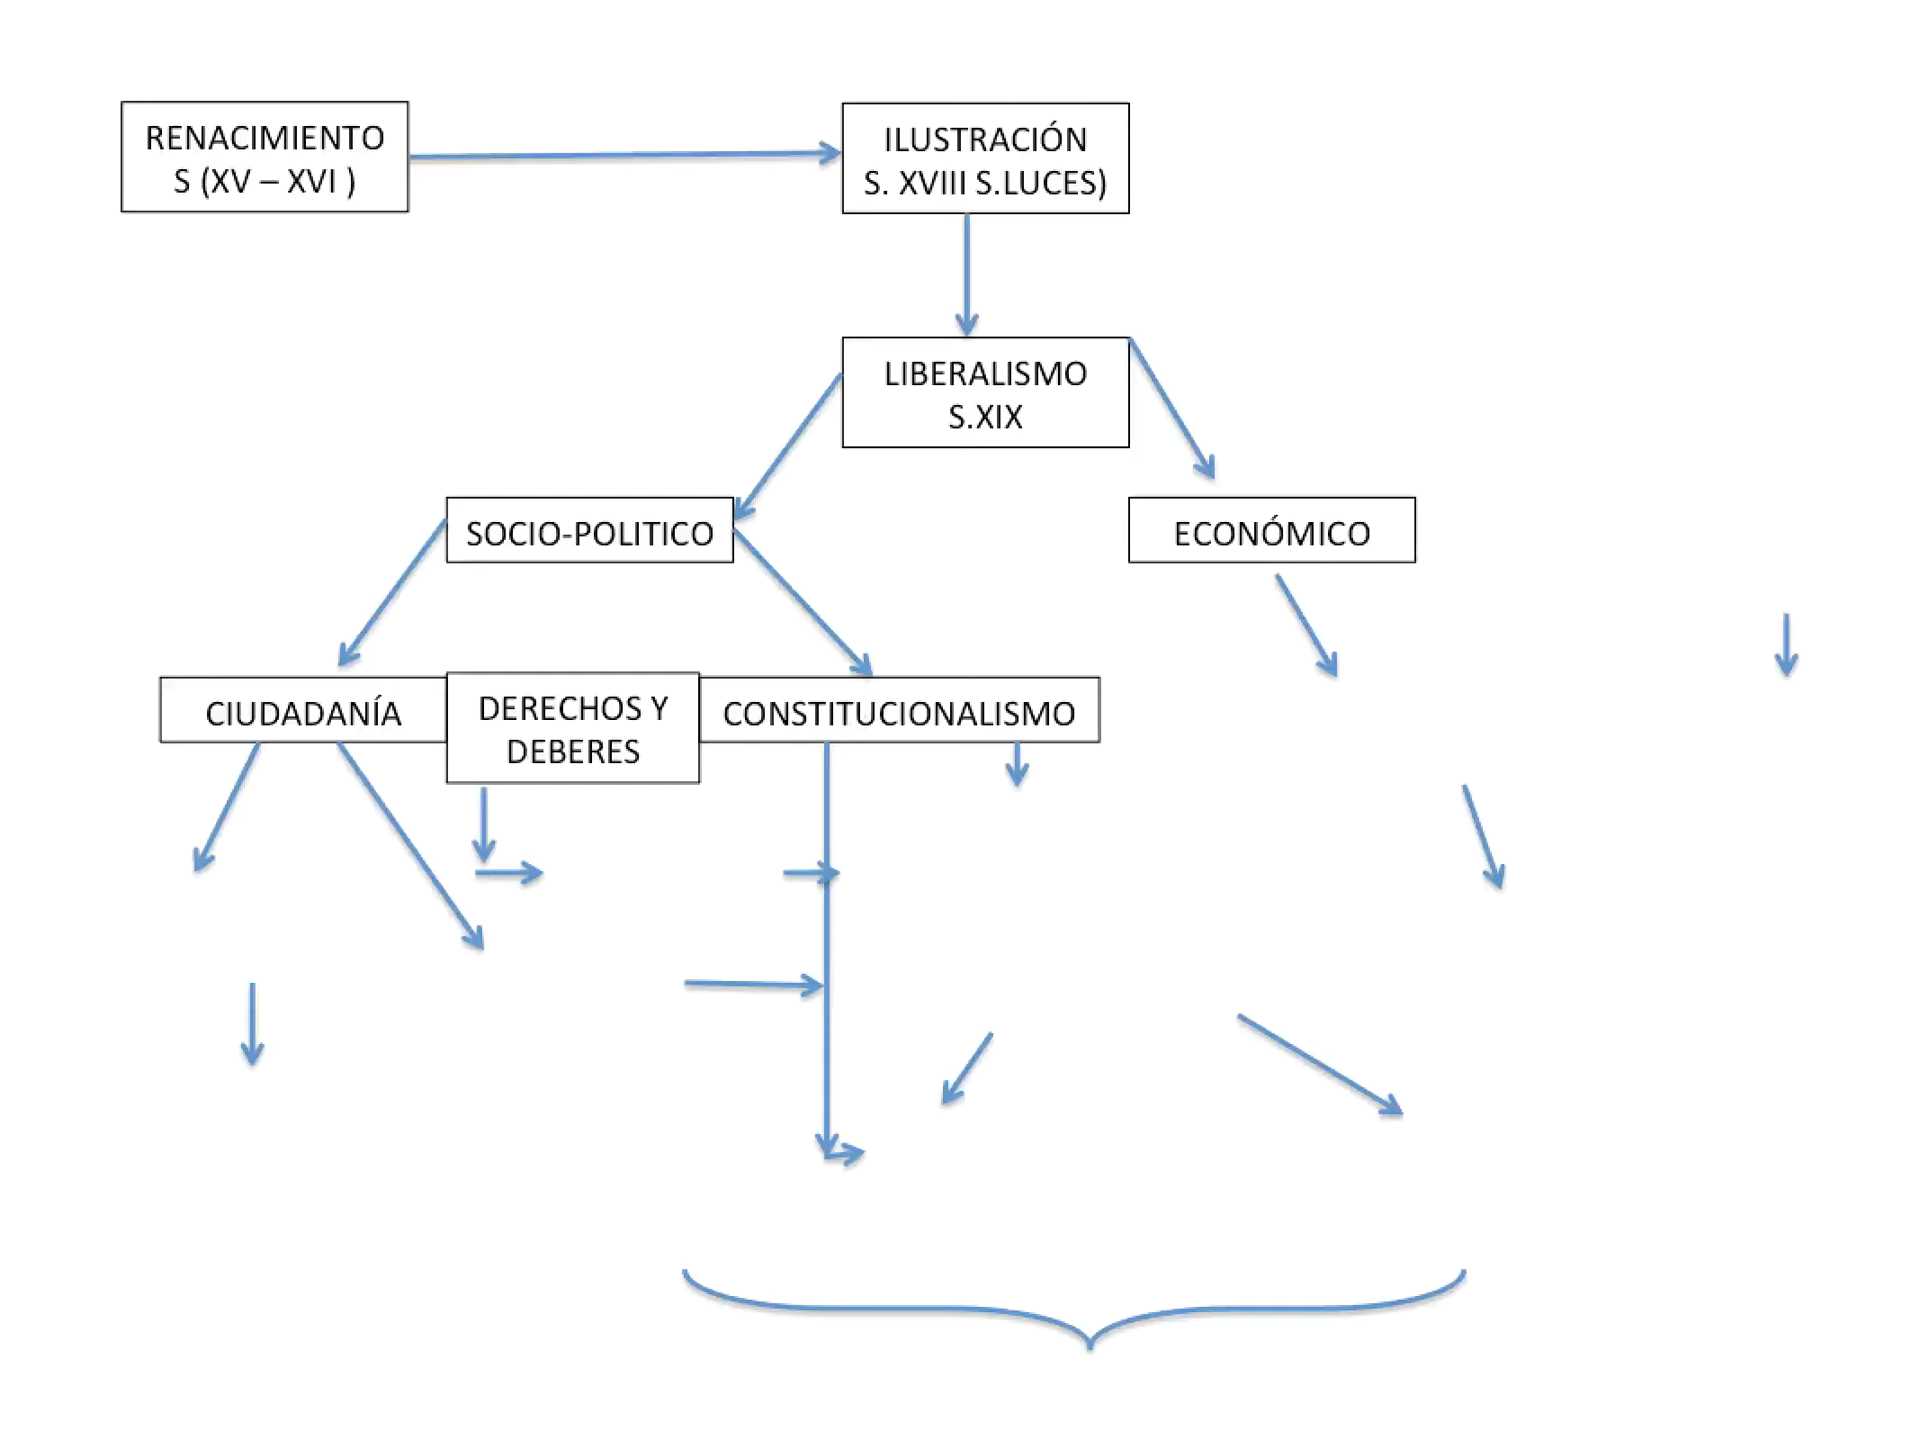 RENACIMIENTO
S (XV – XVI )
ILUSTRACIÓN
S. XVIII S.LUCES)
LIBERALISMO
S.XIX
SOCIO-POLITICO
ECONÓMICO
CIUDADANÍA
DERECHOS Y
DEBERES
CONSTITUCIONALISMO